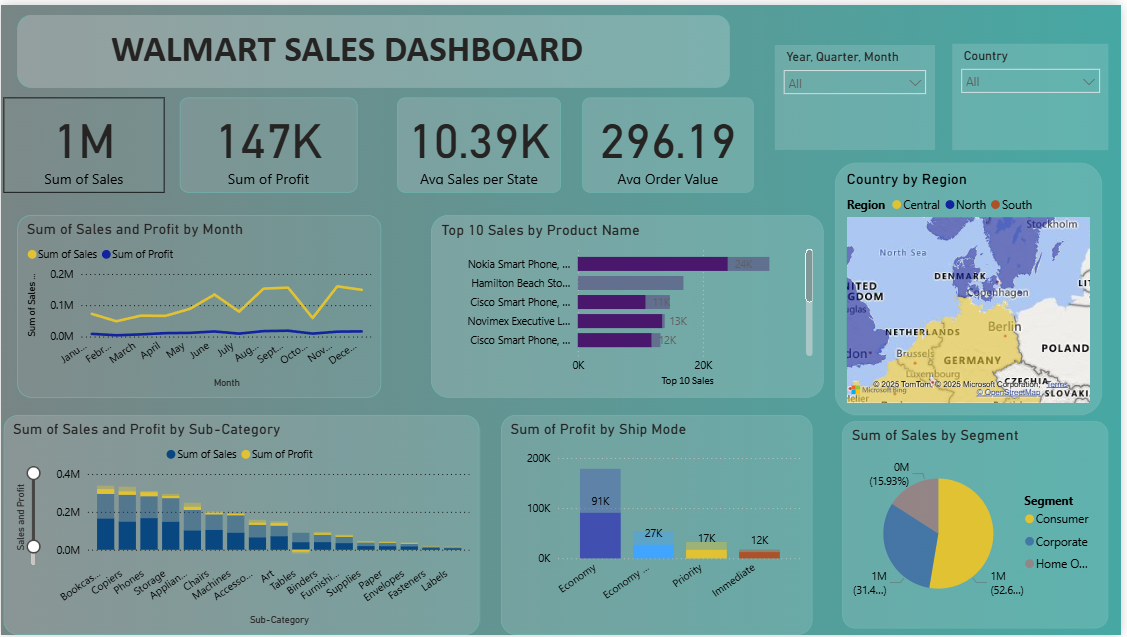 WALMART SALES DASHBOARD
Year, Quarter, Month
All
Country
All
1M
Sum of Sales
147K
Sum of Profit
10.39K
Avg Sales per State
296.19
Avg Order Value
Country by Region
Region Central North South
Stockholm
North Sea
DENMARK
Copenhagen
NETHERLANDS
Berlin
Brussels
GERMANY
POLAND
Luxembourg
CZECHIA
SLOVAKI
© 2025 TomTom, © 2025 Microsoft Corporation, Terms
Microsoft Bing
© OpenStreetMap
Sum of Sales and Profit by Month
Sum of Sales Sum of Profit
Sum of Sales ...
0.2M
0.1M
0.0M
Janu...
Febr...
March
April
May
June
July
Aug...
Sept...
Octo...
Nov...
Dece...
Month
Top 10 Sales by Product Name
Nokia Smart Phone, ...
24K
Hamilton Beach Sto...
Cisco Smart Phone, ...
11K
Novimex Executive L...
13K
Cisco Smart Phone, ...
12K
0K
20K
Top 10 Sales
Sum of Sales and Profit by Sub-Category
Sum of Sales Sum of Profit
Sales and Profit
0.4M
0.2M
0.0M
Bookcas...
Copiers
Phones
Storage
Applian...
Chairs
Machines
Accesso...
Art
Tables
Binders
Furnishi...
Supplies
Paper
Envelopes
Fasteners
Labels
Sub-Category
Sum of Profit by Ship Mode
200K
100K
0K
91K
27K
17K
12K
Economy
Economy ...
Priority
Immediate
Sum of Sales by Segment
0M
(15.93%)
1M
(31.4...)
1M
(52.6...)
Segment
Consumer
Corporate
Home O...